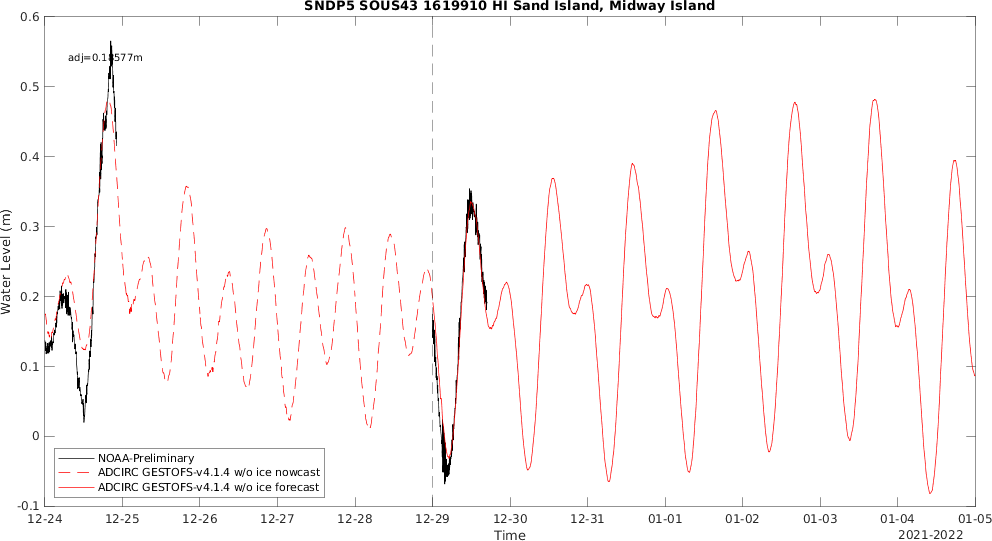 SNDP5 SOUS43 1619910 HI Sand Island, Midway Island
adj=0.18577m
0.6
0.5
0.4
0.3
0.2
0.1
0
-0.1
Water Level (m)
NOAA-Preliminary
ADCIRC GESTOFS-v4.1.4 w/o ice nowcast
ADCIRC GESTOFS-v4.1.4 w/o ice forecast
12-24 12-25 12-26 12-27 12-28 12-29 12-30 12-31 01-01 01-02 01-03 01-04 01-05
Time
2021-2022